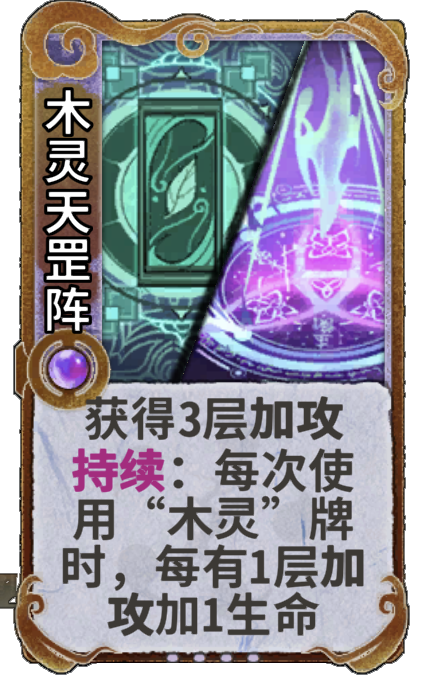 木灵天罡阵
获得3层加攻
持续：每次使
用“木灵”牌
时，每有1层加
攻加1生命